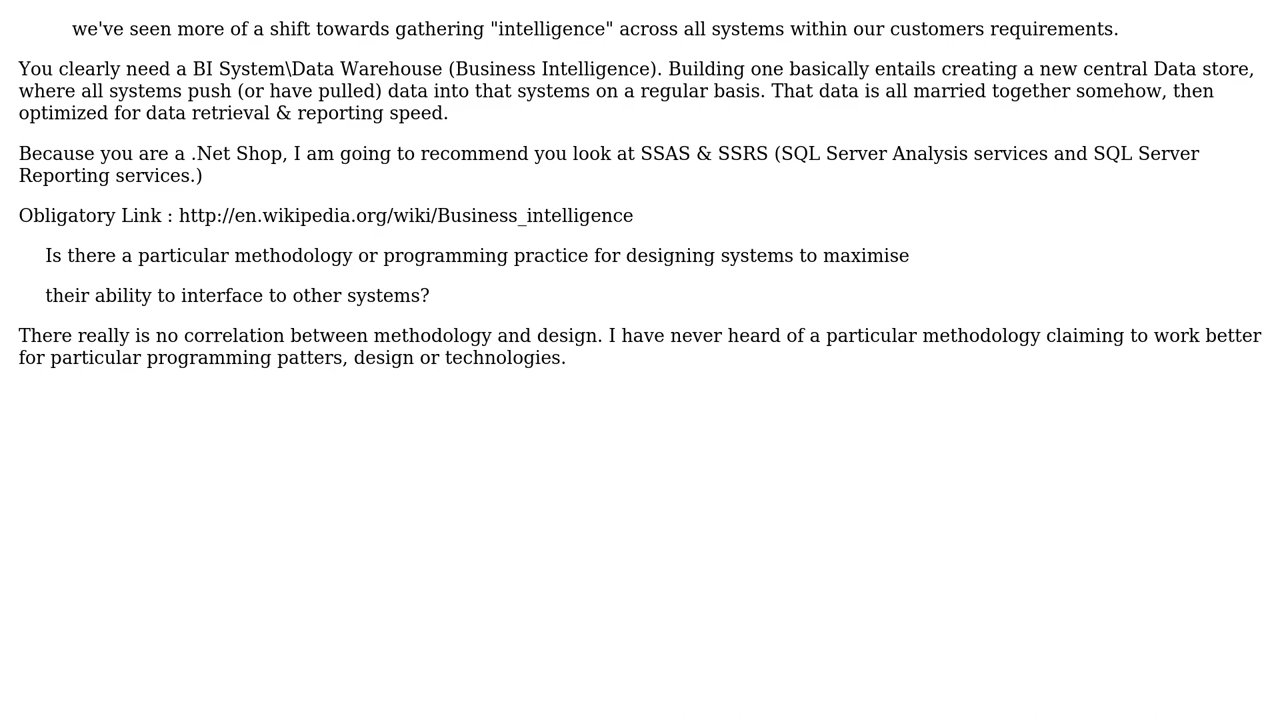 we've seen more of a shift towards gathering "intelligence" across all systems within our customers requirements.
You clearly need a BI System\Data Warehouse (Business Intelligence). Building one basically entails creating a new central Data store,
where all systems push (or have pulled) data into that systems on a regular basis. That data is all married together somehow, then
optimized for data retrieval & reporting speed.
Because you are a .Net Shop, I am going to recommend you look at SSAS & SSRS (SQL Server Analysis services and SQL Server
Reporting services.)
Obligatory Link : http://en.wikipedia.org/wiki/Business_intelligence
Is there a particular methodology or programming practice for designing systems to maximise
their ability to interface to other systems?
There really is no correlation between methodology and design. I have never heard of a particular methodology claiming to work better
for particular programming patters, design or technologies.